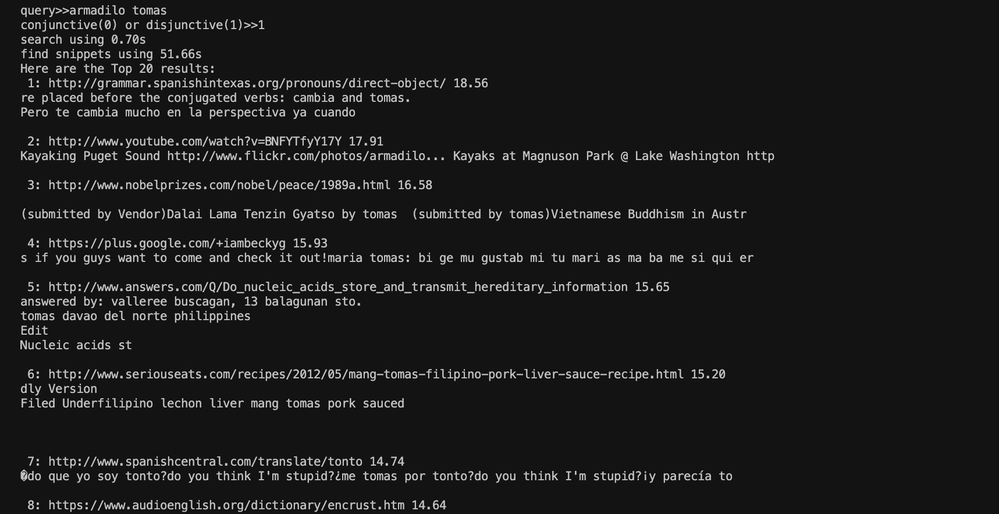 query>>armadilo tomas
conjunctive(0) or disjunctive(1)>>1
search using 0.70s
find snippets using 51.66s
Here are the Top 20 results:
1: http://grammar.spanishintexas.org/pronouns/direct-object/ 18.56
re placed before the conjugated verbs: cambia and tomas.
Pero te cambia mucho en la perspectiva ya cuando
2: http://www.youtube.com/watch?v=BNFYTfyY17Y 17.91
Kayaking Puget Sound http://www.flickr.com/photos/armadilo... Kayaks at Magnuson Park @ Lake Washington http
3: http://www.nobelprizes.com/nobel/peace/1989a.html 16.58
(submitted by Vendor)Dalai Lama Tenzin Gyatso by tomas  (submitted by tomas)Vietnamese Buddhism in Austr
4: https://plus.google.com/+iambeckyg 15.93
s if you guys want to come and check it out!maria tomas: bi ge mu gustab mi tu mari as ma ba me si qui er
5: http://www.answers.com/Q/Do_nucleic_acids_store_and_transmit_hereditary_information 15.65
answered by: valleree buscagan, 13 balagunan sto.
tomas davao del norte philippines
Edit
Nucleic acids st
6: http://www.seriouseats.com/recipes/2012/05/mang-tomas-filipino-pork-liver-sauce-recipe.html 15.20
dly Version
Filed Underfilipino lechon liver mang tomas pork sauced
7: http://www.spanishcentral.com/translate/tonto 14.74
�do que yo soy tonto?do you think I'm stupid?¿me tomas por tonto?do you think I'm stupid?¡y parecía to
8: https://www.audioenglish.org/dictionary/encrust.htm 14.64